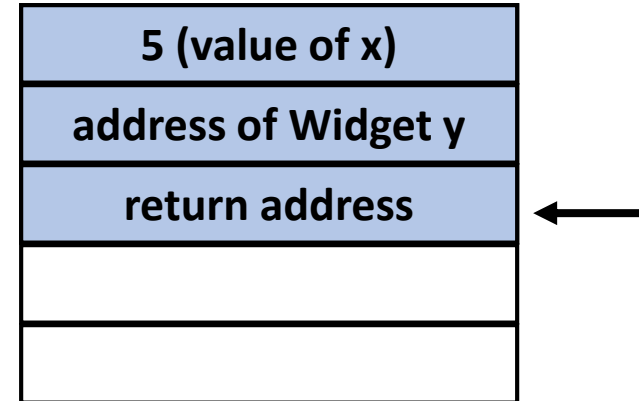 5 (value of x)
address of Widget y
return address